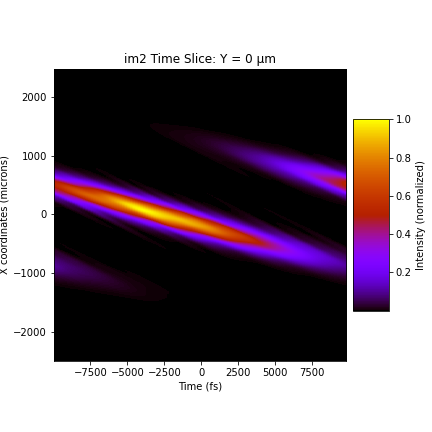 im2 Time Slice: Y = 0 μm
2000
1000
0
−1000
−2000
X coordinates (microns)
−7500 −5000 −2500 0 2500 5000 7500
Time (fs)
1.0
0.8
0.6
0.4
0.2
Intensity (normalized)